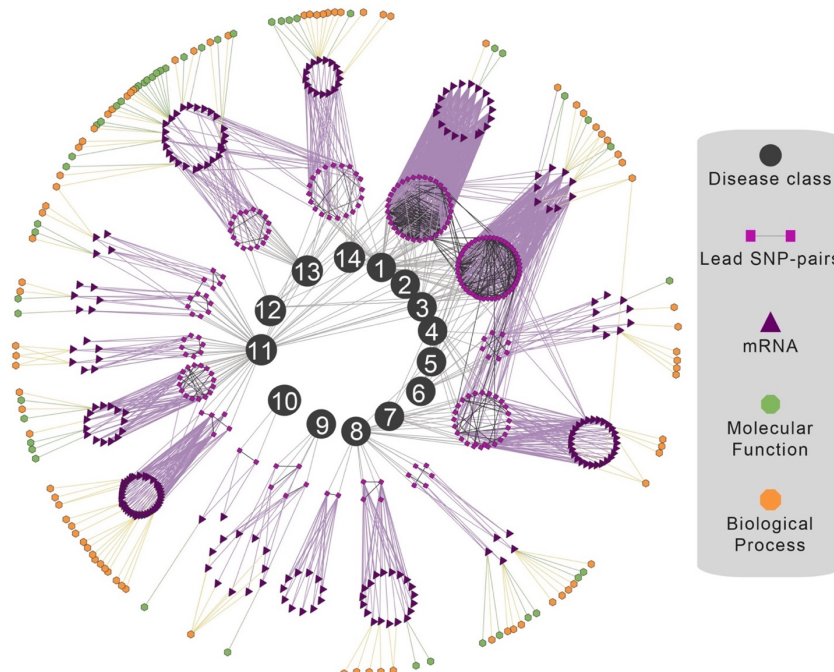 14
1
13
2
3
12
4
11
5
6
10
7
9
8
Disease class
Lead SNP-pairs
mRNA
Molecular
Function
Biological
Process